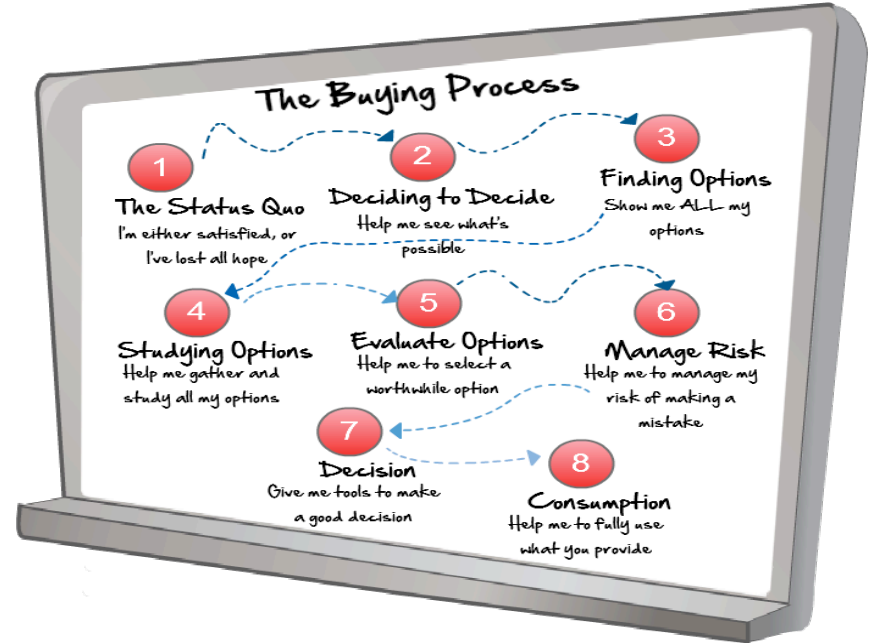 The Buying Process
1
The Status Quo
I'm either satisfied, or
I've lost all hope
2
Deciding to Decide
Help me see what's
possible
3
Finding Options
Show me ALL my
options
4
Studying Options
Help me gather and
study all my options
5
Evaluate Options
Help me to select a
worthwhile option
6
Manage Risk
Help me to manage my
risk of making a
mistake
7
Decision
Give me tools to make
a good decision
8
Consumption
Help me to fully use
what you provide